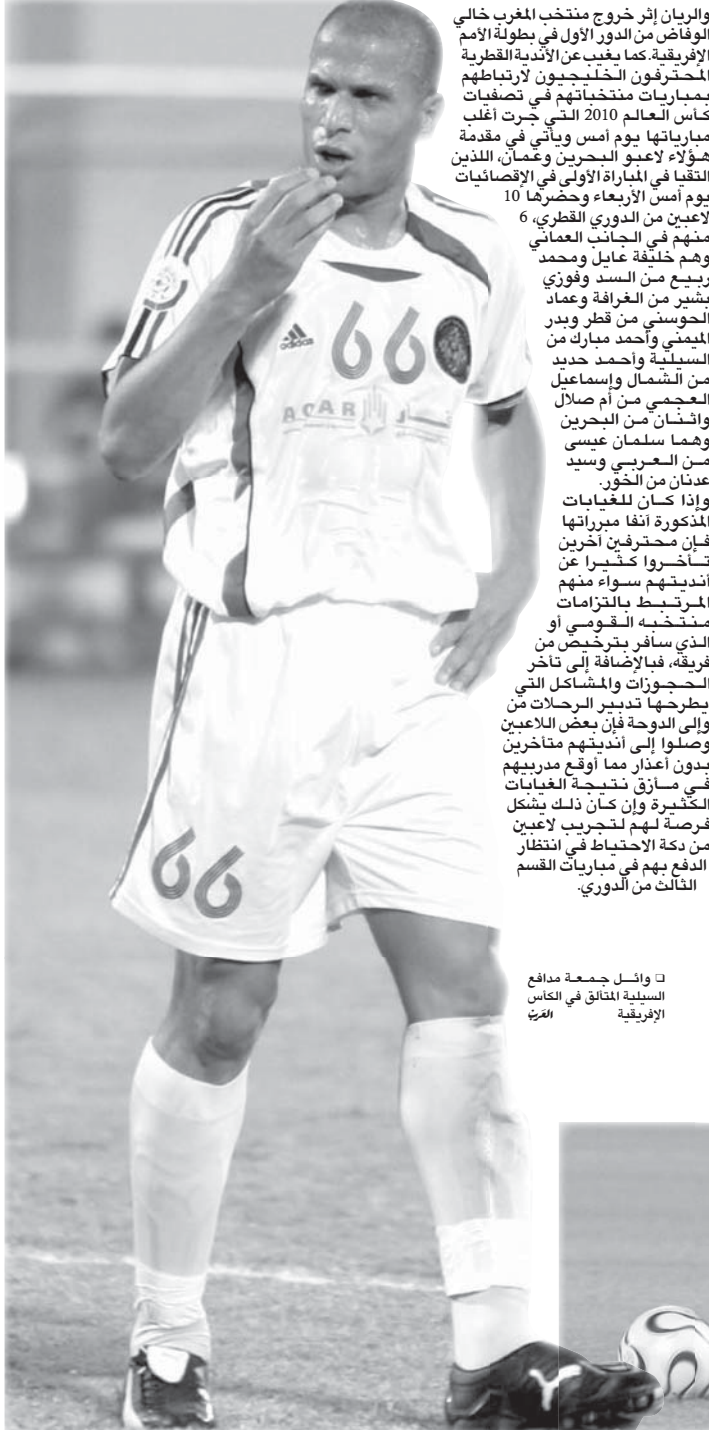 والريان إثر خروج منتخب المغرب خالي
الوفاض من الدور الأول في بطولة الأمم
الإفريقية. كما يغيب عن الأندية القطرية
المحترفون الخليجيون لارتباطهم
بمباريات منتخباتهم في تصفيات
كأس العالم 2010 التي جرت أغلب
مبارياتها يوم أمس ويأتي في مقدمة
هؤلاء لاعبو البحرين وعمان، اللذين
التقيا في المباراة الأولى في الإقصائيات
يوم أمس الأربعاء وحضرها 10
لاعبين من الدوري القطري، 6
منهم في الجانب العماني
وهم خليفة عايل ومحمد
ربيع من السد وفوزي
بشير من الغرافة وعماد
الحوسني من قطر وبدر
الميمني وأحمد مبارك من
السيلية وأحمد حديد
من الشمال وإسماعيل
العجمي من أم صلال
واثنان من البحرين
وهما سلمان عيسى
من العربي وسيد
عدنان من الخور.
وإذا كان للغيابات
المذكورة آنفا مبرراتها
فإن محترفين آخرين
تأخروا كثيرا عن
أنديتهم سواء منهم
المرتبط بالتزامات
منتخبه القومي أو
الذي سافر بترخيص من
فريقه، فبالإضافة إلى تأخر
الحجوزات والمشاكل التي
يطرحها تدبير الرحلات من
وإلى الدوحة فإن بعض اللاعبين
وصلوا إلى أنديتهم متأخرين
بدون أعذار مما أوقع مدربيهم
في مأزق نتيجة الغيابات
الكثيرة وإن كان ذلك يشكل
فرصة لهم لتجريب لاعبين
من دكة الاحتياط في انتظار
الدفع بهم في مباريات القسم
الثالث من الدوري.
وائل جمعة مدافع
السيلية المتألق في الكأس
الإفريقية العرب
adidas
66
AQAR
66